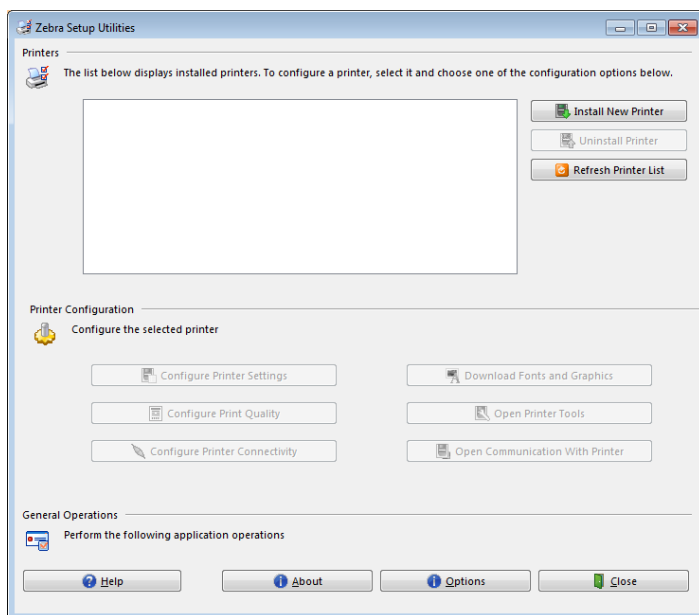 Zebra Setup Utilities
Printers
The list below displays installed printers. To configure a printer, select it and choose one of the configuration options below.
Install New Printer
Uninstall Printer
Refresh Printer List
Printer Configuration
Configure the selected printer
Configure Printer Settings
Download Fonts and Graphics
Configure Print Quality
Open Printer Tools
Configure Printer Connectivity
Open Communication With Printer
General Operations
Perform the following application operations
Help
About
Options
Close